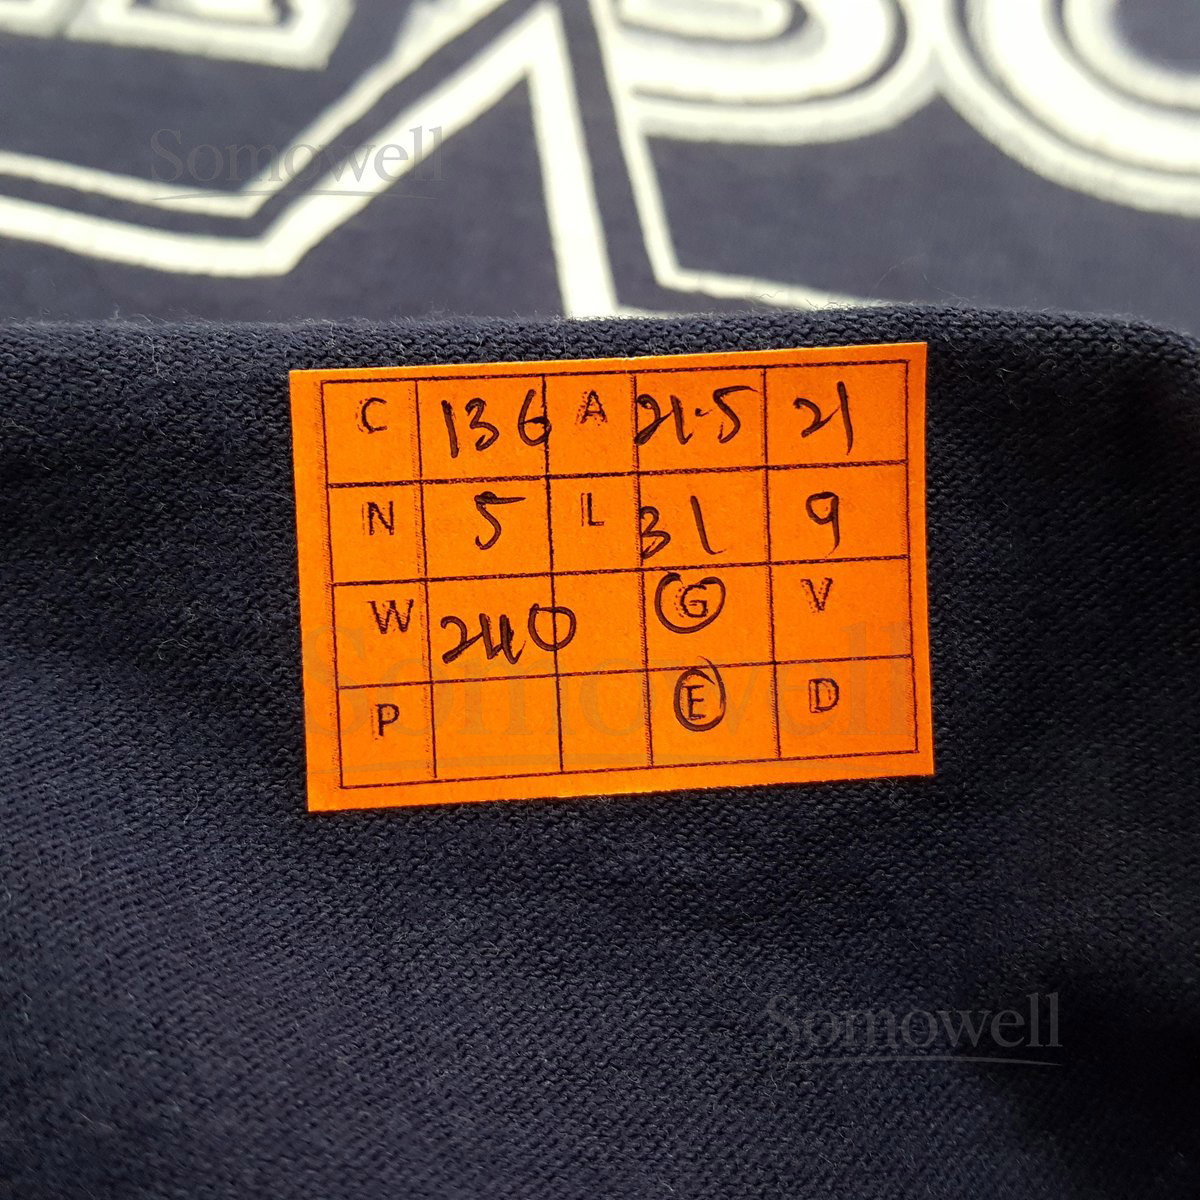 Somowell
C 136 A 21.5 21
N 5 L 31 9
W 240 G V
P E D
Somowell
Somowell